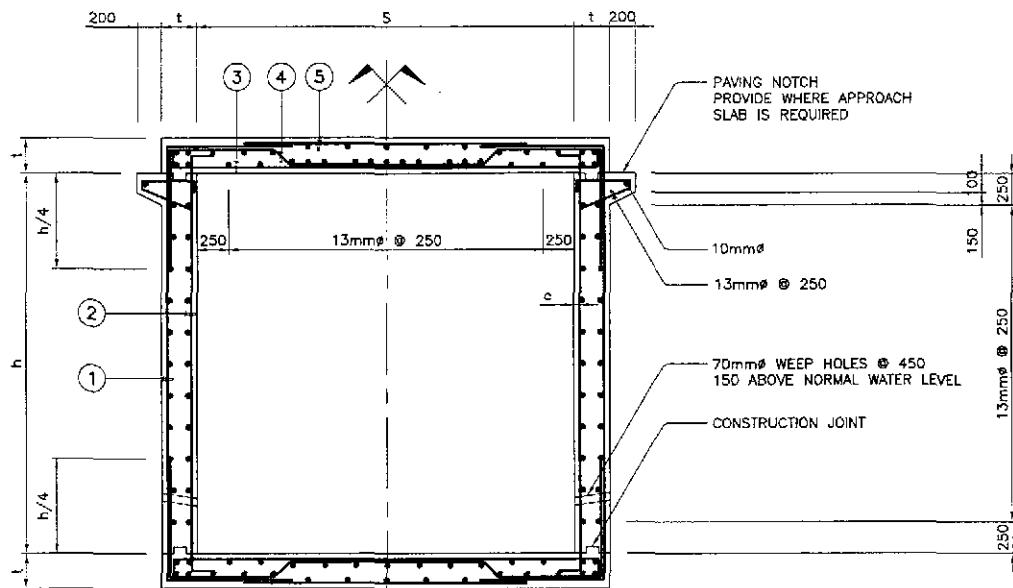 200
t
S
t
200
3
4
5
PAVING NOTCH
PROVIDE WHERE APPROACH
SLAB IS REQUIRED
t
h/4
100
250
150
250
13mmø @ 250
250
10mmø
13mmø @ 250
c
2
h
1
13mmø @ 250
70mmø WEEP HOLES @ 450
150 ABOVE NORMAL WATER LEVEL
CONSTRUCTION JOINT
h/4
250
t